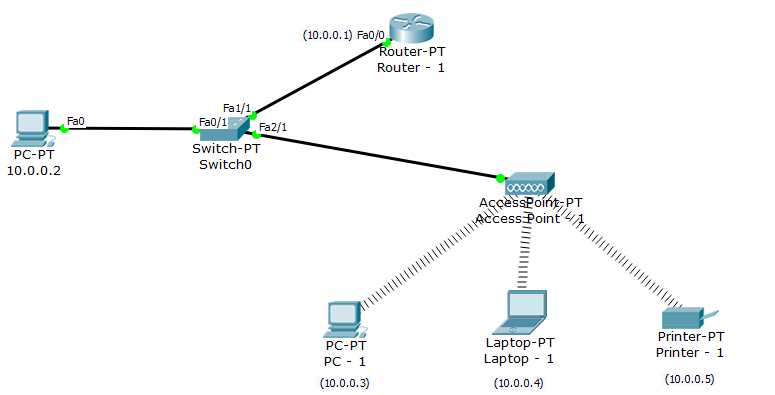 (10.0.0.1) Fa0/0
Router-PT
Router - 1
Fa0
Fa0/1
Fa1/1
Fa2/1
PC-PT
10.0.0.2
Switch-PT
Switch0
AccessPoint-PT
Access Point - 1
PC-PT
PC - 1
(10.0.0.3)
Laptop-PT
Laptop - 1
(10.0.0.4)
Printer-PT
Printer - 1
(10.0.0.5)